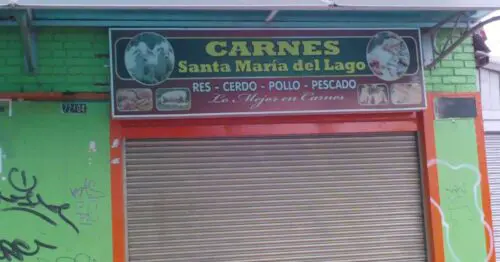 CARNES
Santa María del Lago
RES - CERDO - POLLO - PESCADO
Lo Mejor en Carnes